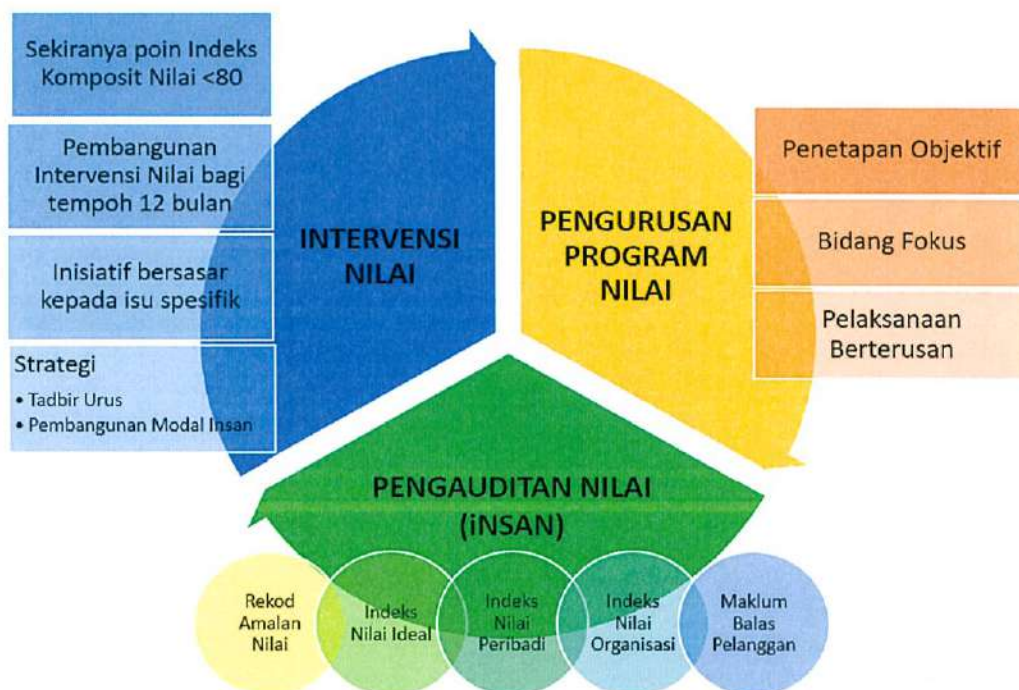 Sekiranya poin Indeks
Komposit Nilai <80
Pembangunan
Intervensi Nilai bagi
tempoh 12 bulan
Inisiatif bersasar
kepada isu spesifik
Strategi
• Tadbir Urus
• Pembangunan Modal Insan
INTERVENSI
NILAI
PENGURUSAN
PROGRAM
NILAI
Penetapan Objektif
Bidang Fokus
Pelaksanaan
Berterusan
PENGAUDITAN NILAI
(iNSAN)
Rekod
Amalan
Nilai
Indeks
Nilai Ideal
Indeks
Nilai
Peribadi
Indeks
Nilai
Organisasi
Maklum
Balas
Pelanggan